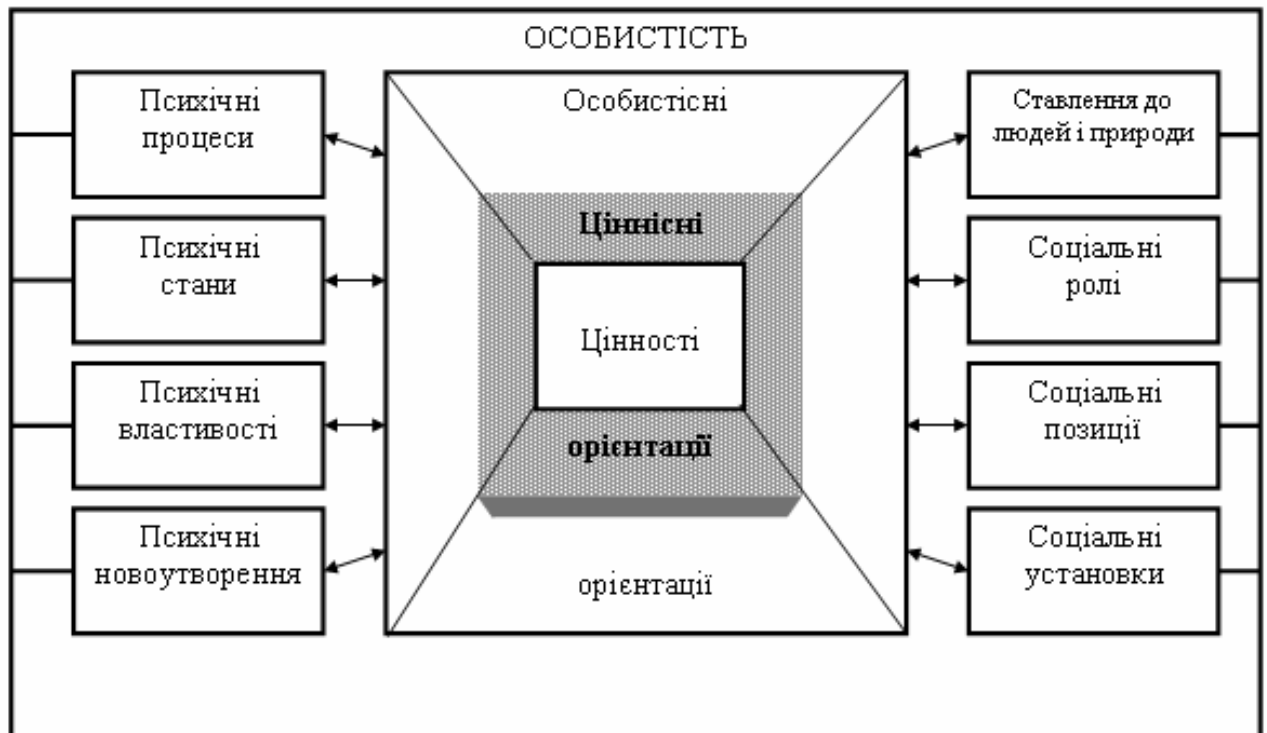 ОСОБИСТІСТЬ
Психічні
процеси
Психічні
стани
Психічні
властивості
Психічні
новоутворення
Особистісні
Ціннісні
Цінності
орієнтації
орієнтації
Ставлення до
людей і природи
Соціальні
ролі
Соціальні
позиції
Соціальні
установки